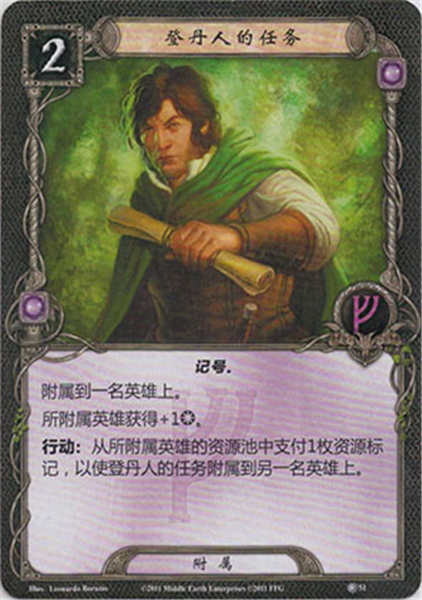 2
登丹人的任务
记号.
附属到一名英雄上。
所附属英雄获得+1。
行动：从所附属英雄的资源池中支付1枚资源标
记，以使登丹人的任务附属到另一名英雄上。
附属
Illus. Leonardo Borazio ©2011 Middle Earth Enterprises ©2011 FFG 51